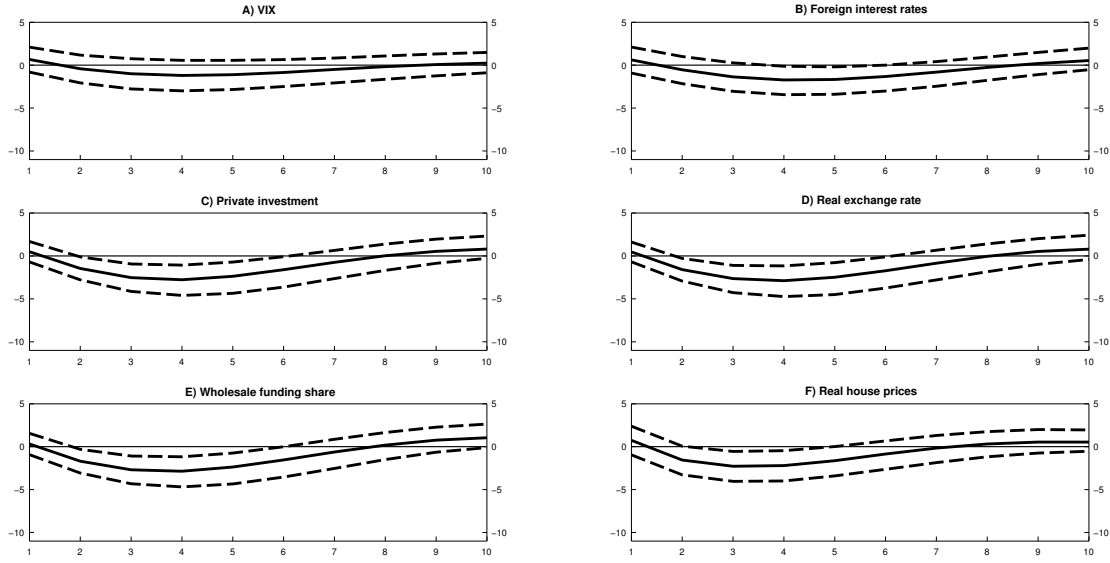 A) VIX
5 5
0 0
−5 −5
−10 −10
1 2 3 4 5 6 7 8 9 10
B) Foreign interest rates
5 5
0 0
−5 −5
−10 −10
1 2 3 4 5 6 7 8 9 10
C) Private investment
5 5
0 0
−5 −5
−10 −10
1 2 3 4 5 6 7 8 9 10
D) Real exchange rate
5 5
0 0
−5 −5
−10 −10
1 2 3 4 5 6 7 8 9 10
E) Wholesale funding share
5 5
0 0
−5 −5
−10 −10
1 2 3 4 5 6 7 8 9 10
F) Real house prices
5 5
0 0
−5 −5
−10 −10
1 2 3 4 5 6 7 8 9 10